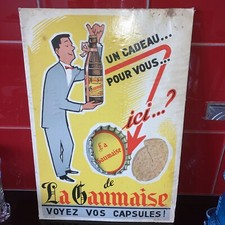 UN CADEAU...
POUR VOUS...
ici...?
La
Gaumaise
de
La Gaumaise
VOYEZ VOS CAPSULES!